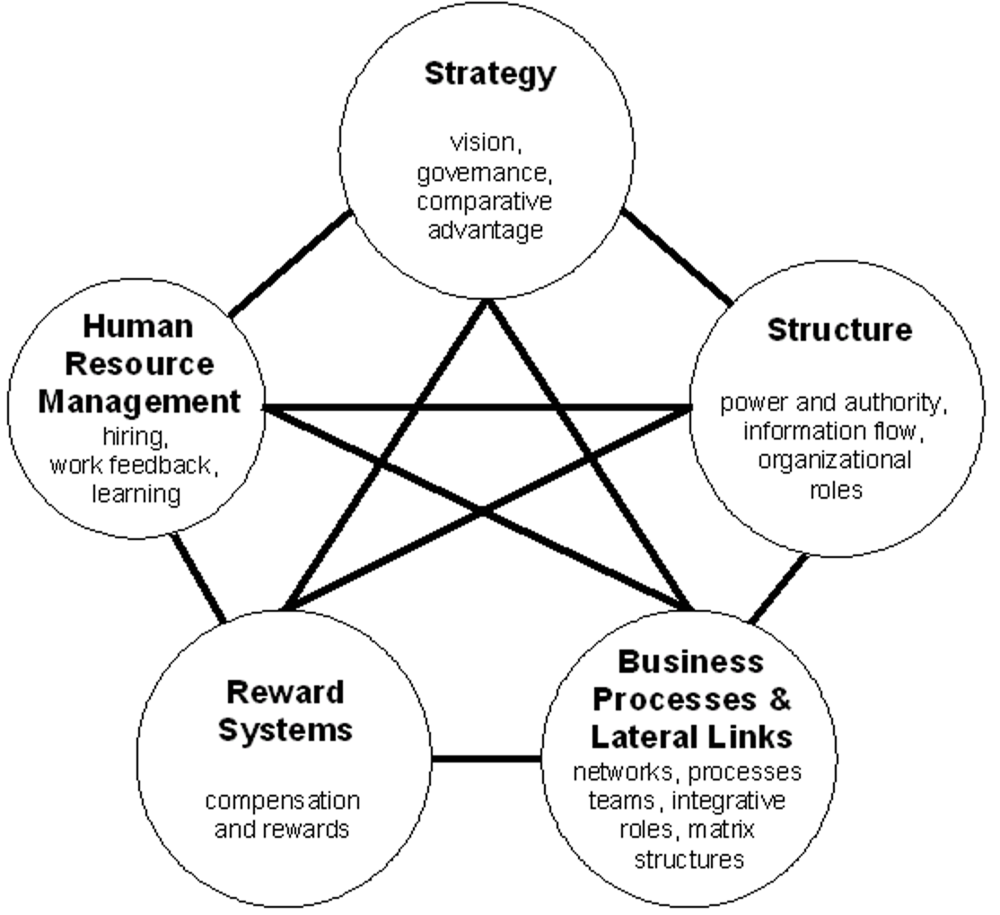 Strategy
vision,
governance,
comparative
advantage
Human
Resource
Management
hiring,
work feedback,
learning
Structure
power and authority,
information flow,
organizational
roles
Reward
Systems
compensation
and rewards
Business
Processes &
Lateral Links
networks, processes
teams, integrative
roles, matrix
structures